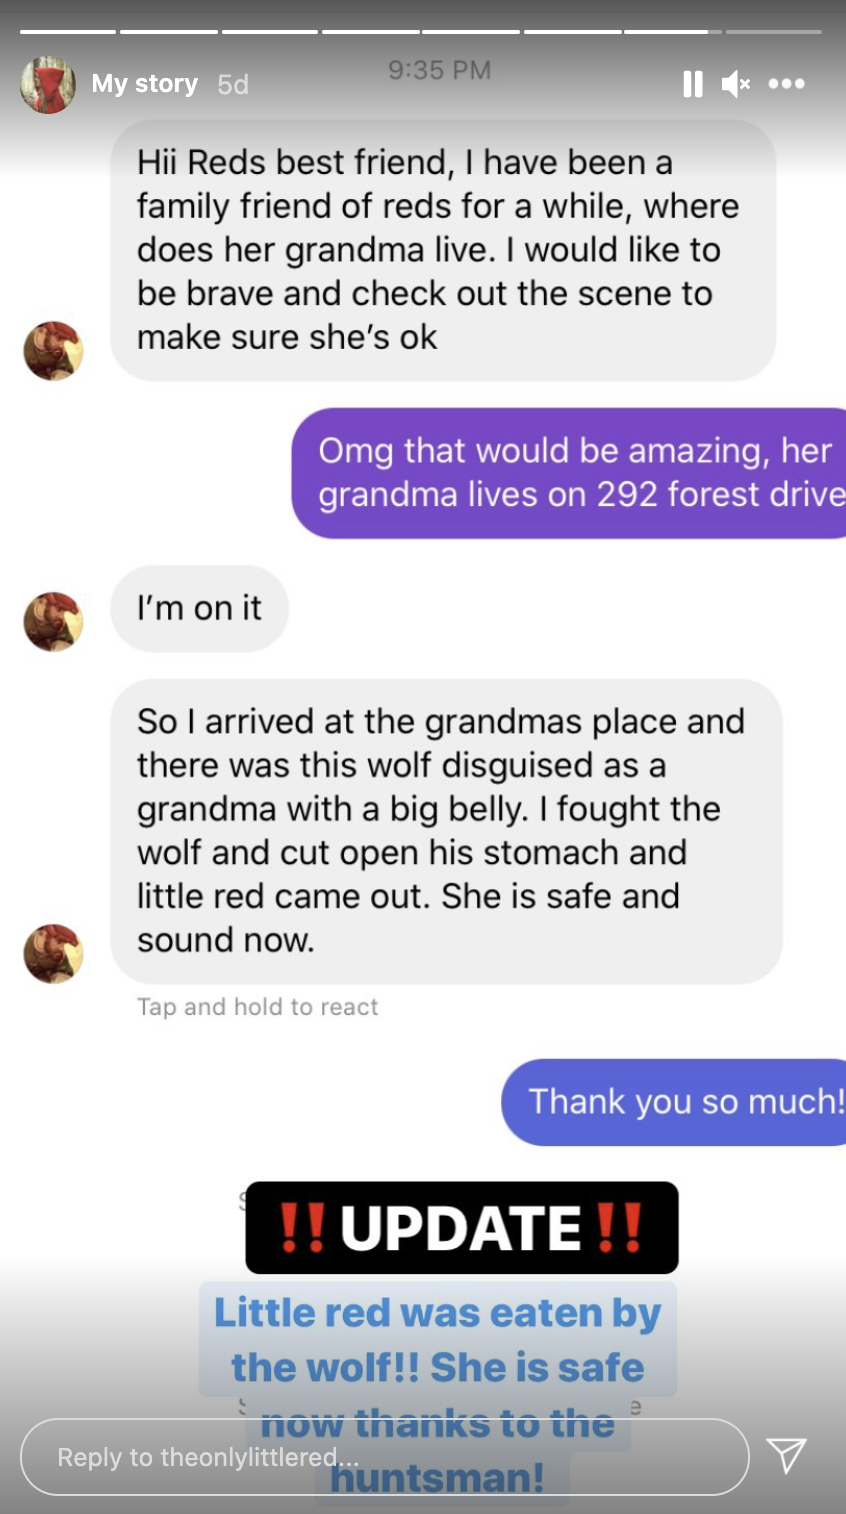 My story 5d
9:35 PM
Hii Reds best friend, I have been a
family friend of reds for a while, where
does her grandma live. I would like to
be brave and check out the scene to
make sure she's ok
Omg that would be amazing, her
grandma lives on 292 forest drive
I'm on it
So I arrived at the grandmas place and
there was this wolf disguised as a
grandma with a big belly. I fought the
wolf and cut open his stomach and
little red came out. She is safe and
sound now.
Tap and hold to react
Thank you so much!
‼️UPDATE‼️
Little red was eaten by
the wolf!! She is safe
now thanks to the
huntsman!
Reply to theonlylittlered...